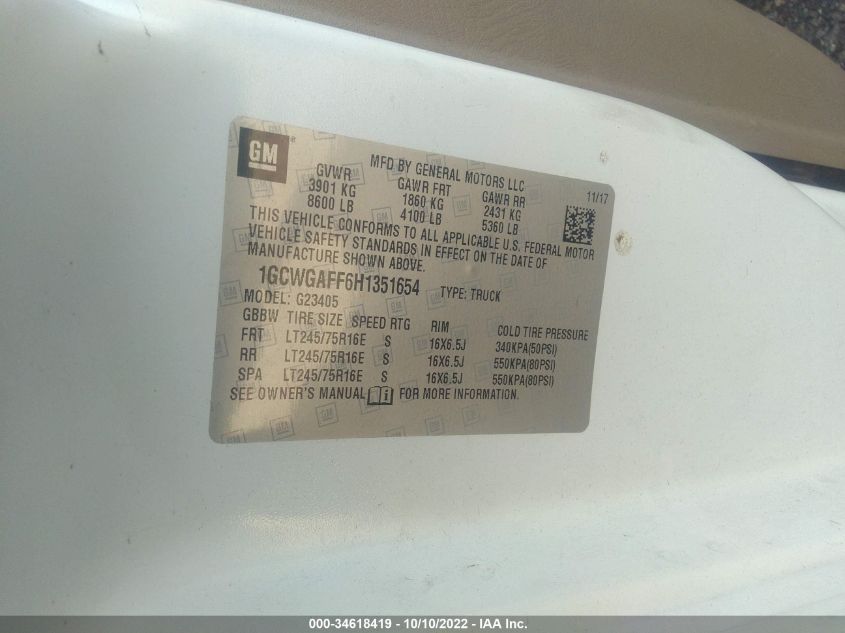 GM
MFD BY GENERAL MOTORS LLC
11/17
GVWR GAWR FRT GAWR RR
3901 KG 1860 KG 2431 KG
8600 LB 4100 LB 5360 LB
THIS VEHICLE CONFORMS TO ALL APPLICABLE U.S. FEDERAL MOTOR
VEHICLE SAFETY STANDARDS IN EFFECT ON THE DATE OF
MANUFACTURE SHOWN ABOVE.
1GCWGAFF6H1351654 TYPE: TRUCK
MODEL: G23405
GBBW TIRE SIZE SPEED RTG RIM COLD TIRE PRESSURE
FRT LT245/75R16E S 16X6.5J 340KPA(50PSI)
RR LT245/75R16E S 16X6.5J 550KPA(80PSI)
SPA LT245/75R16E S 16X6.5J 550KPA(80PSI)
SEE OWNER'S MANUAL i FOR MORE INFORMATION.
000-34618419 - 10/10/2022 - IAA Inc.